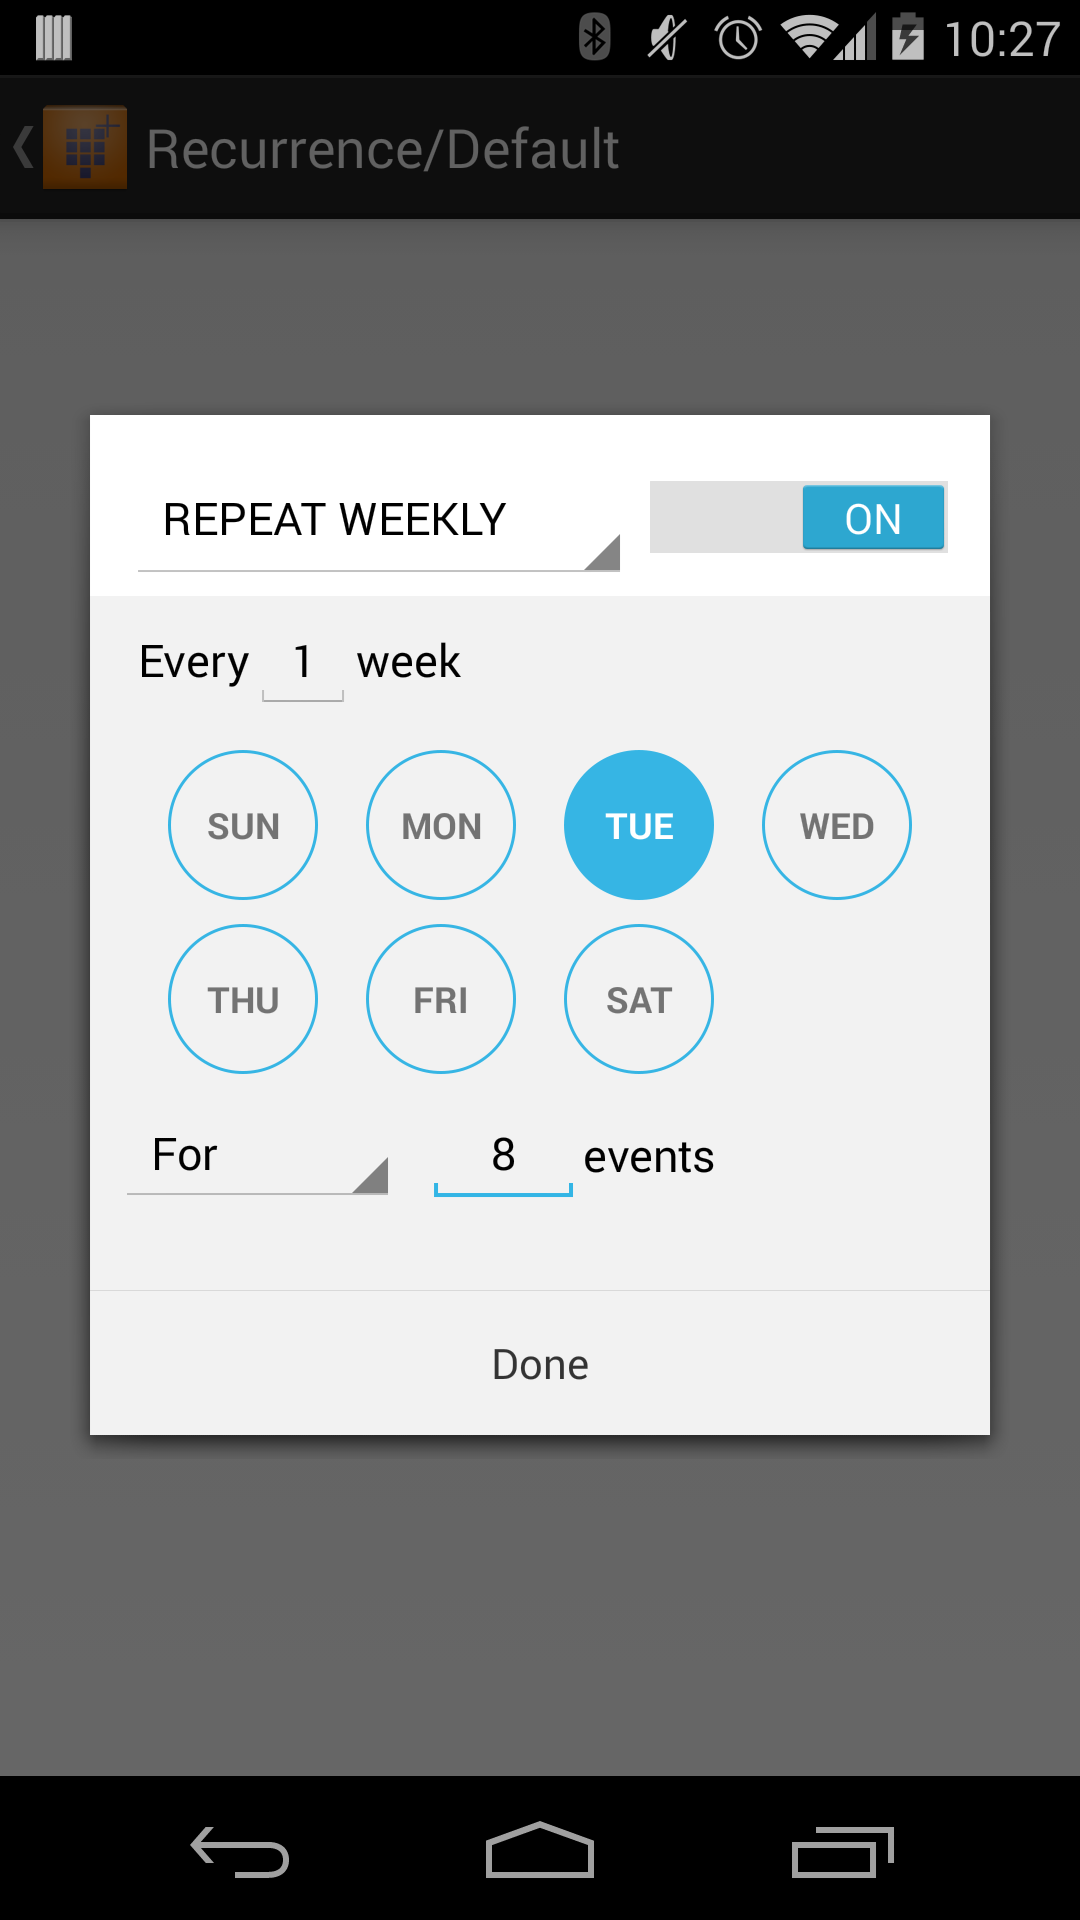 10:27
Recurrence/Default
REPEAT WEEKLY ON
Every 1 week
SUN MON TUE WED
THU FRI SAT
For 8 events
Done